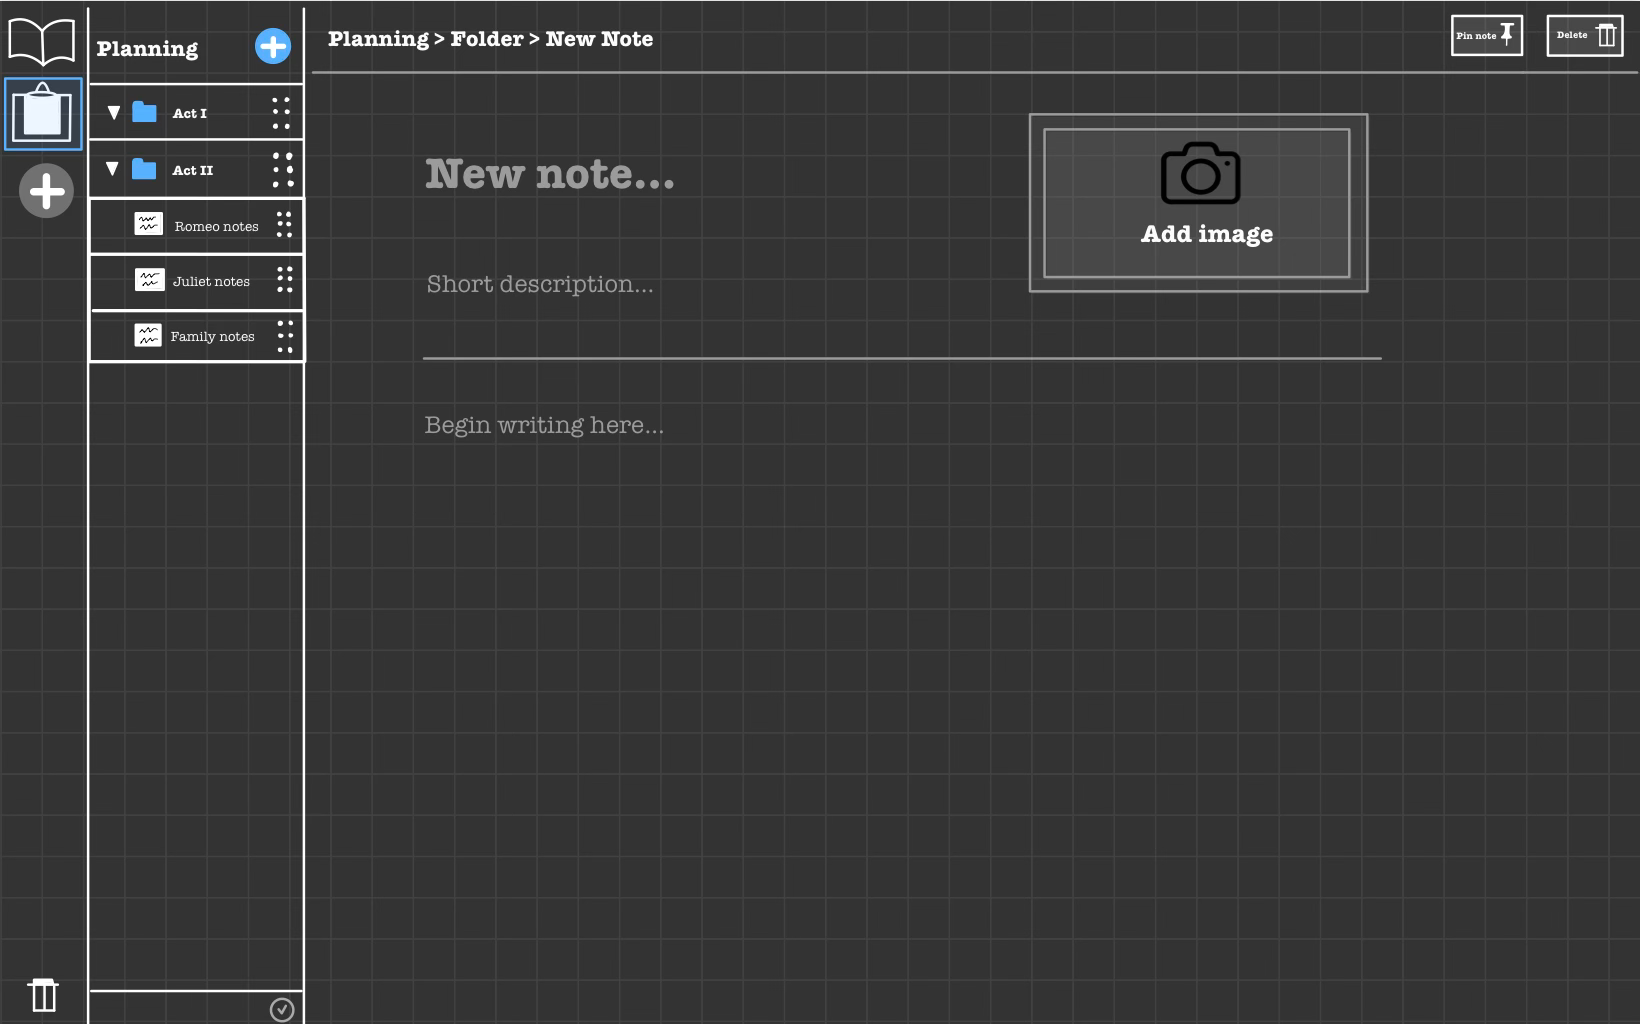 Planning
Planning > Folder > New Note
Pin note
Delete
Act I
Act II
Romeo notes
Juliet notes
Family notes
New note...
Short description...
Add image
Begin writing here...